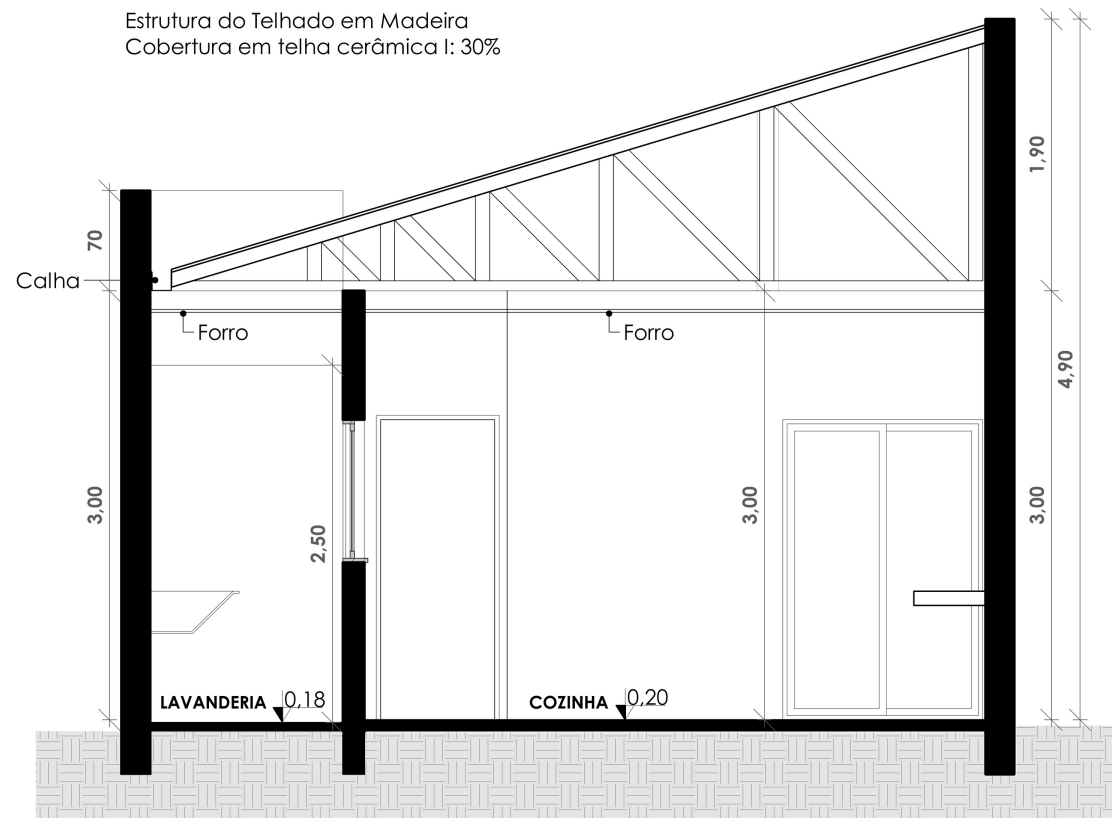 Estrutura do Telhado em Madeira
Cobertura em telha cerâmica I: 30%
1,90
70
Calha
Forro
Forro
4,90
3,00
2,50
3,00
3,00
LAVANDERIA 0,18
COZINHA 0,20